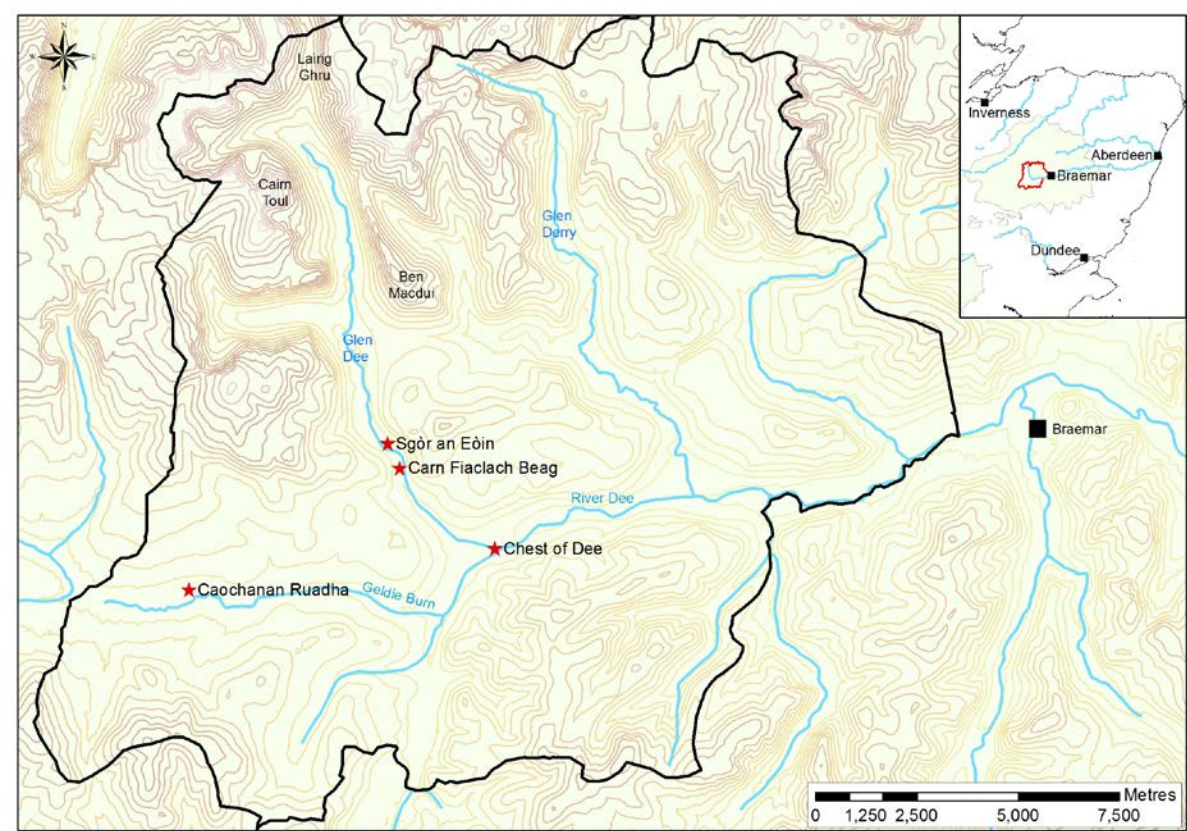 N
W
E
S
Lairig
Ghru
Cairn
Toul
Ben
Macdui
Glen
Derry
Glen
Dee
Sgòr an Eòin
Carn Fiaclach Beag
River Dee
Chest of Dee
Caochanan Ruadha
Geldie Burn
Braemar
Inverness
Aberdeen
Braemar
Dundee
Metres
0 1,250 2,500 5,000 7,500